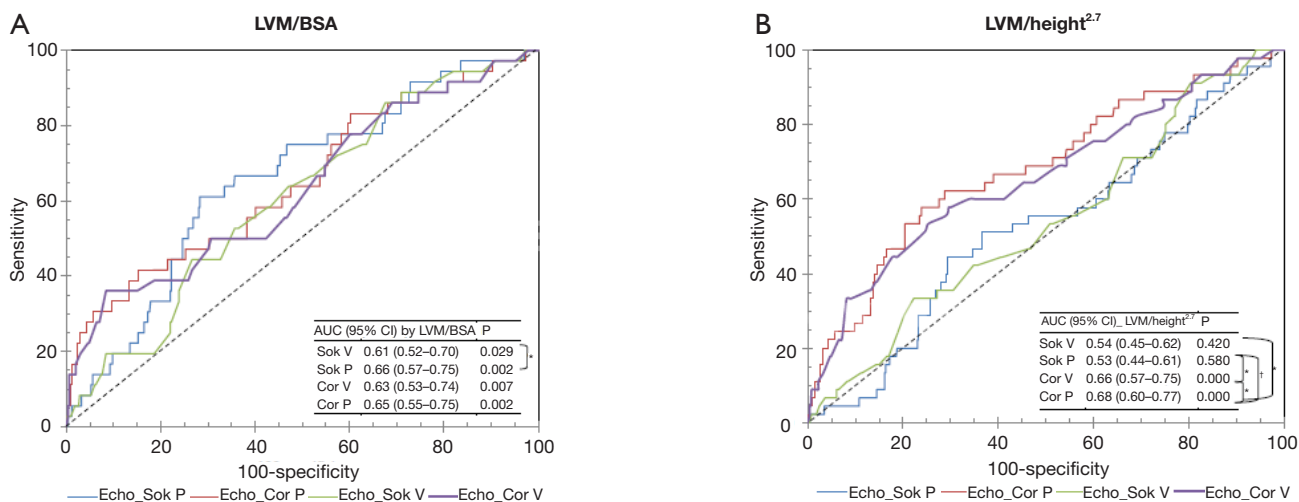 A
LVM/BSA
100
80
60
40
20
0
Sensitivity
AUC (95% CI) by LVM/BSA P
Sok V 0.61 (0.52–0.70) 0.029
Sok P 0.66 (0.57–0.75) 0.002
Cor V 0.63 (0.53–0.74) 0.007
Cor P 0.65 (0.55–0.75) 0.002
*
0 20 40 60 80 100
100-specificity
Echo_Sok P Echo_Cor P Echo_Sok V Echo_Cor V
B
LVM/height2.7
100
80
60
40
20
0
Sensitivity
AUC (95% CI)_ LVM/height2.7 P
Sok V 0.54 (0.45–0.62) 0.420
Sok P 0.53 (0.44–0.61) 0.580
Cor V 0.66 (0.57–0.75) 0.000
Cor P 0.68 (0.60–0.77) 0.000
* † *
*
0 20 40 60 80 100
100-specificity
Echo_Sok P Echo_Cor P Echo_Sok V Echo_Cor V